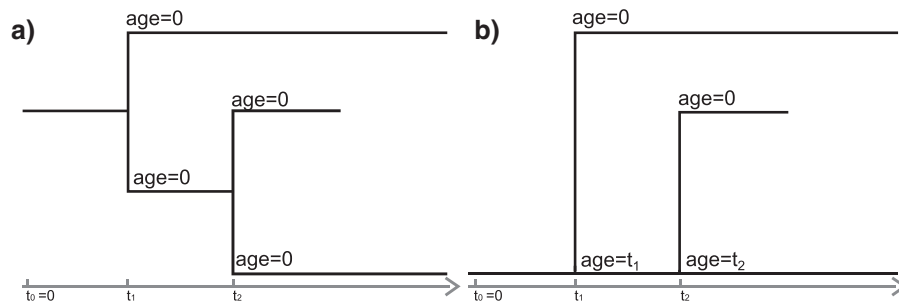 a)
age=0
age=0
age=0
age=0
t₀=0
t₁
t₂
b)
age=0
age=0
age=t₁
age=t₂
t₀=0
t₁
t₂